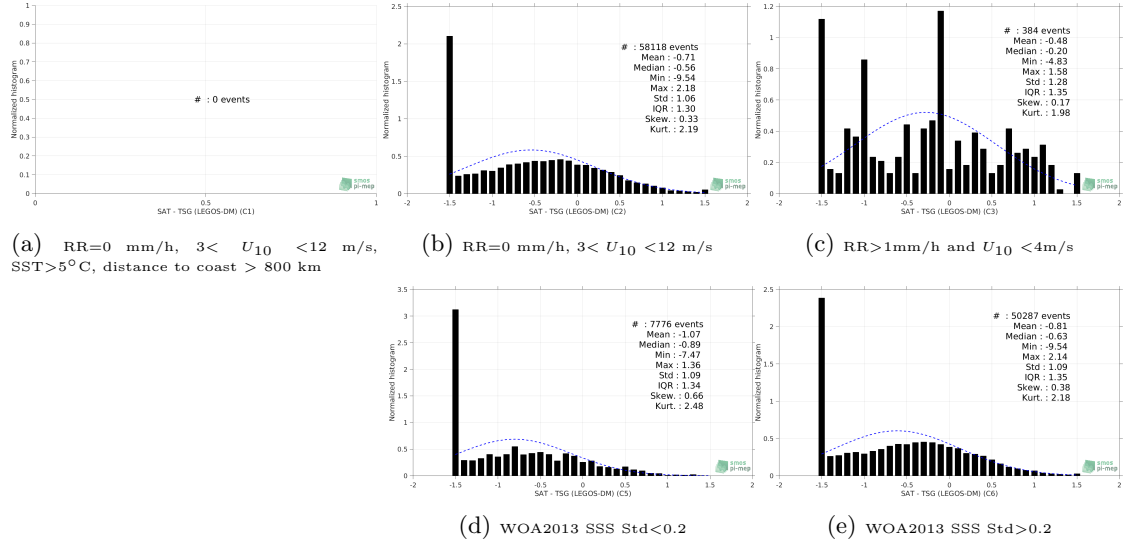 1
0.9
0.8
0.7
0.6
0.5
0.4
0.3
0.2
0.1
0
Normalized histogram
# : 0 events
smos
pi-mep
0 0.5 1
SAT - TSG (LEGOS-DM) (C1)
(a) RR=0 mm/h, 3< U10 <12 m/s,
SST>5°C, distance to coast > 800 km
2.5
2
1.5
1
0.5
0
Normalized histogram
# : 58118 events
Mean : -0.71
Median : -0.56
Min : -9.54
Max : 2.18
Std : 1.06
IQR : 1.30
Skew. : 0.33
Kurt. : 2.19
smos
pi-mep
-2 -1.5 -1 -0.5 0 0.5 1 1.5 2
SAT - TSG (LEGOS-DM) (C2)
(b) RR=0 mm/h, 3< U10 <12 m/s
1.2
1
0.8
0.6
0.4
0.2
0
Normalized histogram
# : 384 events
Mean : -0.48
Median : -0.20
Min : -4.83
Max : 1.58
Std : 1.28
IQR : 1.35
Skew. : 0.17
Kurt. : 1.98
smos
pi-mep
-2 -1.5 -1 -0.5 0 0.5 1 1.5 2
SAT - TSG (LEGOS-DM) (C3)
(c) RR>1mm/h and U10 <4m/s
3.5
3
2.5
2
1.5
1
0.5
0
Normalized histogram
# : 7776 events
Mean : -1.07
Median : -0.89
Min : -7.47
Max : 1.36
Std : 1.09
IQR : 1.34
Skew. : 0.66
Kurt. : 2.48
smos
pi-mep
-2 -1.5 -1 -0.5 0 0.5 1 1.5 2
SAT - TSG (LEGOS-DM) (C5)
(d) WOA2013 SSS Std<0.2
2.5
2
1.5
1
0.5
0
Normalized histogram
# : 50287 events
Mean : -0.81
Median : -0.63
Min : -9.54
Max : 2.14
Std : 1.09
IQR : 1.35
Skew. : 0.38
Kurt. : 2.18
smos
pi-mep
-2 -1.5 -1 -0.5 0 0.5 1 1.5 2
SAT - TSG (LEGOS-DM) (C6)
(e) WOA2013 SSS Std>0.2